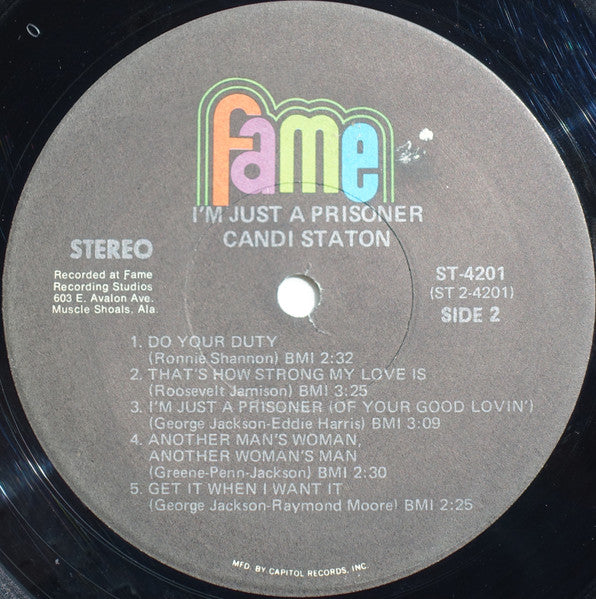 fame
I'M JUST A PRISONER
CANDI STATON
STEREO
Recorded at Fame
Recording Studios
603 E. Avalon Ave.
Muscle Shoals, Ala.
ST-4201
(ST 2-4201)
SIDE 2
1. DO YOUR DUTY
(Ronnie Shannon) BMI 2:32
2. THAT'S HOW STRONG MY LOVE IS
(Roosevelt Jamison) BMI 3:25
3. I'M JUST A PRISONER (OF YOUR GOOD LOVIN')
(George Jackson-Eddie Harris) BMI 3:09
4. ANOTHER MAN'S WOMAN,
ANOTHER WOMAN'S MAN
(Greene-Penn-Jackson) BMI 2:30
5. GET IT WHEN I WANT IT
(George Jackson-Raymond Moore) BMI 2:25
MFD. BY CAPITOL RECORDS, INC.